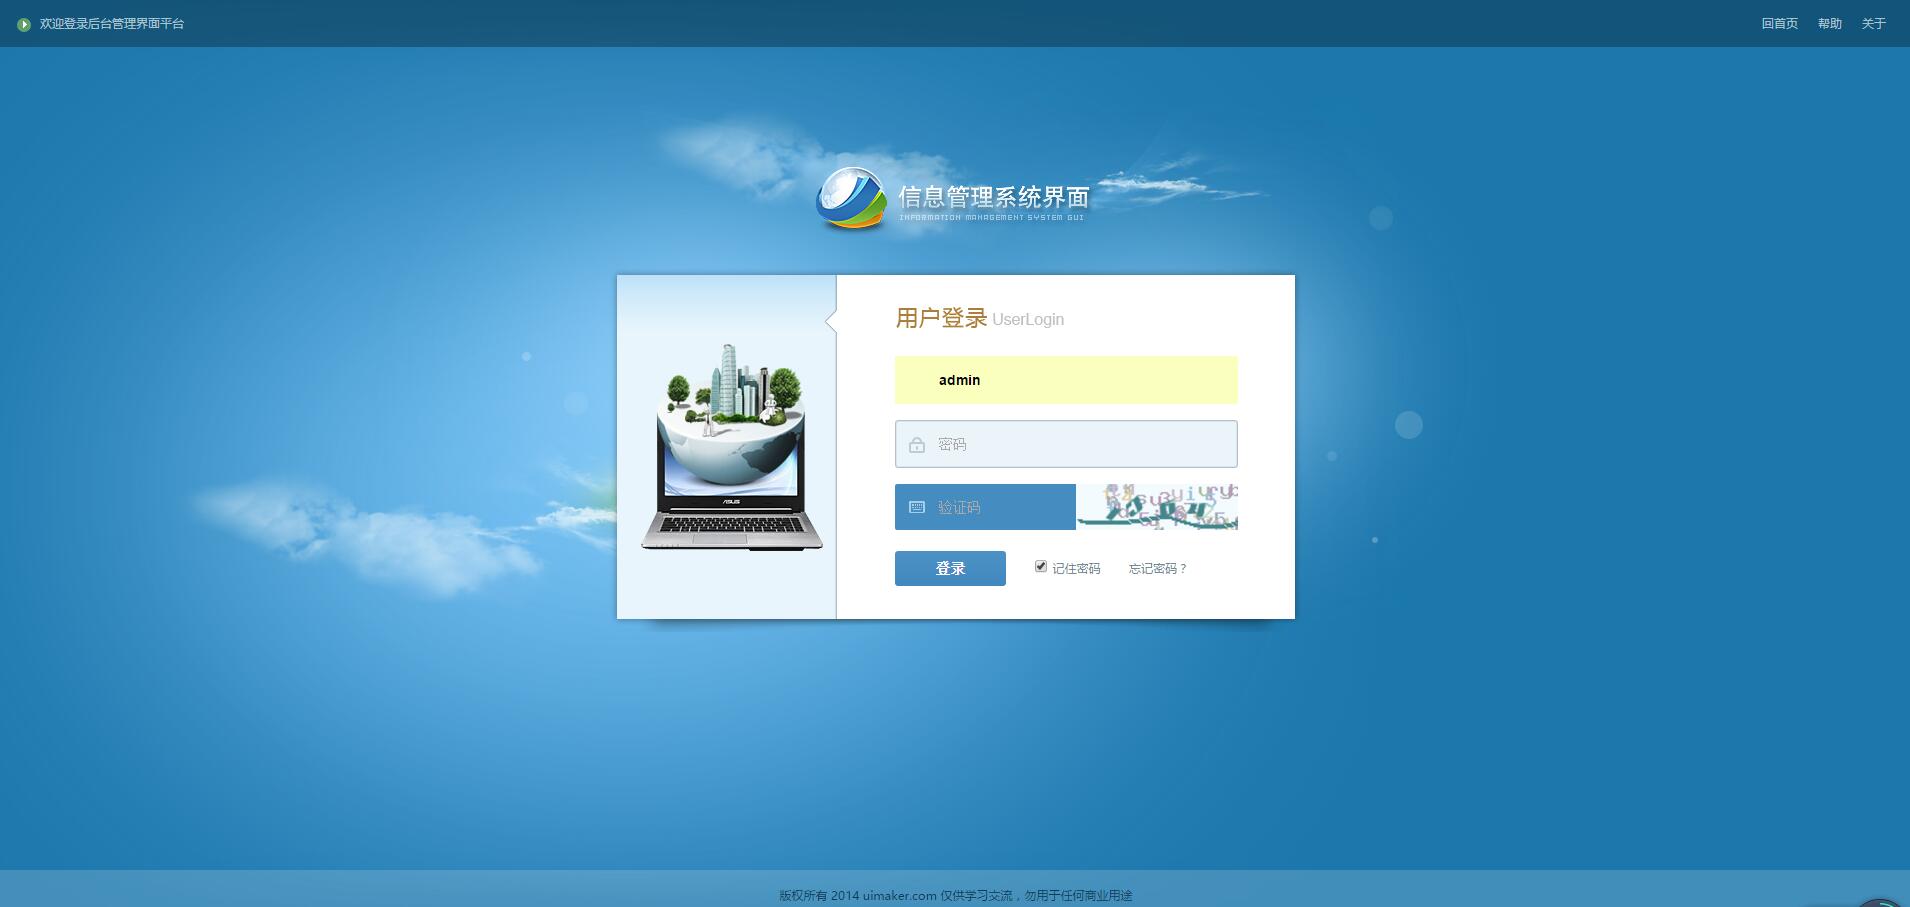 欢迎登录后台管理界面平台
回首页 帮助 关于
信息管理系统界面
INFORMATION MANAGEMENT SYSTEM GUI
用户登录 UserLogin
admin
密码
验证码
ASUS
登录 记住密码 忘记密码？
版权所有 2014 uimaker.com 仅供学习交流，勿用于任何商业用途